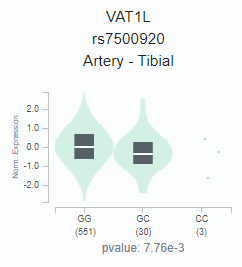 VAT1L
rs7500920
Artery - Tibial
Norm. Expression
2.0
1.0
0.0
-1.0
-2.0
GG GC CC
(551) (30) (3)
pvalue: 7.76e-3